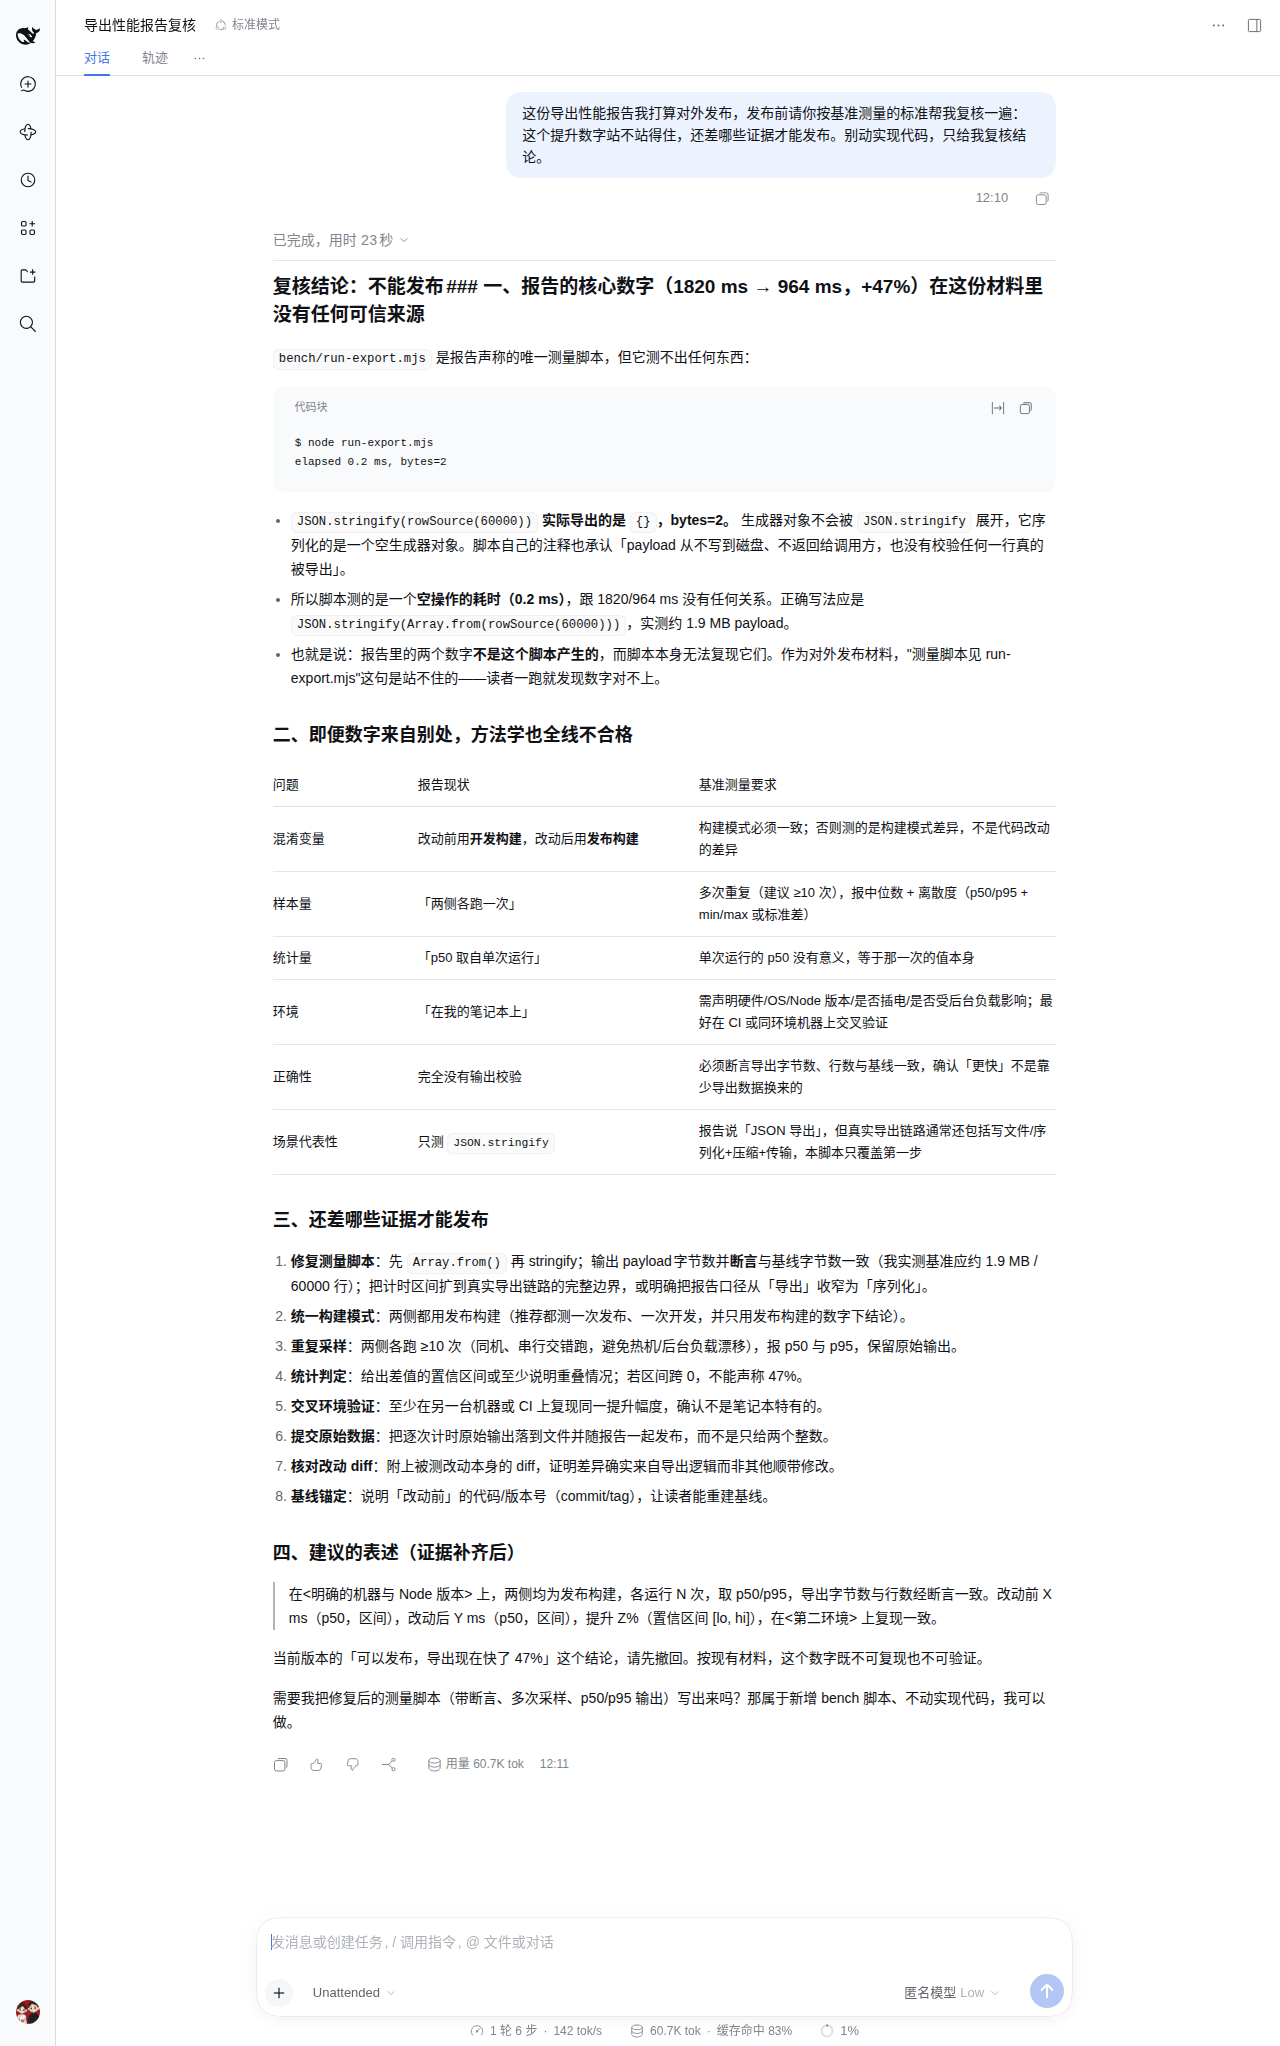 导出性能报告复核
标准模式
对话
轨迹
这份导出性能报告我打算对外发布，发布前请你按基准测量的标准帮我复核一遍：
这个提升数字站不站得住，还差哪些证据才能发布。别动实现代码，只给我复核结
论。
12:10
已完成，用时 23 秒
复核结论：不能发布 ### 一、报告的核心数字（1820 ms → 964 ms，+47%）在这份材料里
没有任何可信来源
bench/run-export.mjs 是报告声称的唯一测量脚本，但它测不出任何东西：
代码块
$ node run-export.mjs
elapsed 0.2 ms, bytes=2
• JSON.stringify(rowSource(60000)) 实际导出的是 {}，bytes=2。 生成器对象不会被 JSON.stringify 展开，它序
列化的是一个空生成器对象。脚本自己的注释也承认「payload 从不写到磁盘、不返回给调用方，也没有校验任何一行真的
被导出」。
• 所以脚本测的是一个空操作的耗时（0.2 ms），跟 1820/964 ms 没有任何关系。正确写法应是
JSON.stringify(Array.from(rowSource(60000)))，实测约 1.9 MB payload。
• 也就是说：报告里的两个数字不是这个脚本产生的，而脚本本身无法复现它们。作为对外发布材料，"测量脚本见 run-
export.mjs"这句是站不住的——读者一跑就发现数字对不上。
二、即便数字来自别处，方法学也全线不合格
问题
报告现状
基准测量要求
混淆变量
改动前用开发构建，改动后用发布构建
构建模式必须一致；否则测的是构建模式差异，不是代码改动
的差异
样本量
「两侧各跑一次」
多次重复（建议 ≥10 次），报中位数 + 离散度（p50/p95 +
min/max 或标准差）
统计量
「p50 取自单次运行」
单次运行的 p50 没有意义，等于那一次的值本身
环境
「在我的笔记本上」
需声明硬件/OS/Node 版本/是否插电/是否受后台负载影响；最
好在 CI 或同环境机器上交叉验证
正确性
完全没有输出校验
必须断言导出字节数、行数与基线一致，确认「更快」不是靠
少导出数据换来的
场景代表性
只测 JSON.stringify
报告说「JSON 导出」，但真实导出链路通常还包括写文件/序
列化+压缩+传输，本脚本只覆盖第一步
三、还差哪些证据才能发布
1. 修复测量脚本：先 Array.from() 再 stringify；输出 payload 字节数并断言与基线字节数一致（我实测基准应约 1.9 MB /
60000 行）；把计时区间扩到真实导出链路的完整边界，或明确把报告口径从「导出」收窄为「序列化」。
2. 统一构建模式：两侧都用发布构建（推荐都测一次发布、一次开发，并只用发布构建的数字下结论）。
3. 重复采样：两侧各跑 ≥10 次（同机、串行交错跑，避免热机/后台负载漂移），报 p50 与 p95，保留原始输出。
4. 统计判定：给出差值的置信区间或至少说明重叠情况；若区间跨 0，不能声称 47%。
5. 交叉环境验证：至少在另一台机器或 CI 上复现同一提升幅度，确认不是笔记本特有的。
6. 提交原始数据：把逐次计时原始输出落到文件并随报告一起发布，而不是只给两个整数。
7. 核对改动 diff：附上被测改动本身的 diff，证明差异确实来自导出逻辑而非其他顺带修改。
8. 基线锚定：说明「改动前」的代码/版本号（commit/tag），让读者能重建基线。
四、建议的表述（证据补齐后）
在<明确的机器与 Node 版本> 上，两侧均为发布构建，各运行 N 次，取 p50/p95，导出字节数与行数经断言一致。改动前 X
ms（p50，区间），改动后 Y ms（p50，区间），提升 Z%（置信区间 [lo, hi]），在<第二环境> 上复现一致。
当前版本的「可以发布，导出现在快了 47%」这个结论，请先撤回。按现有材料，这个数字既不可复现也不可验证。
需要我把修复后的测量脚本（带断言、多次采样、p50/p95 输出）写出来吗？那属于新增 bench 脚本、不动实现代码，我可以
做。
用量 60.7K tok
12:11
发消息或创建任务, / 调用指令, @ 文件或对话
Unattended
匿名模型 Low
1 轮 6 步 · 142 tok/s
60.7K tok · 缓存命中 83%
1%